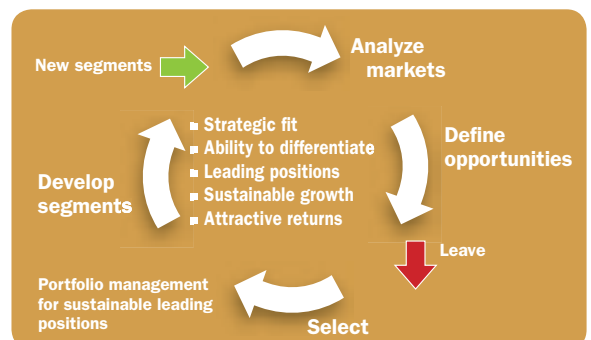 New segments
Analyze
markets
Strategic fit
Ability to differentiate
Leading positions
Sustainable growth
Attractive returns
Define
opportunities
Develop
segments
Leave
Portfolio management
for sustainable leading
positions
Select